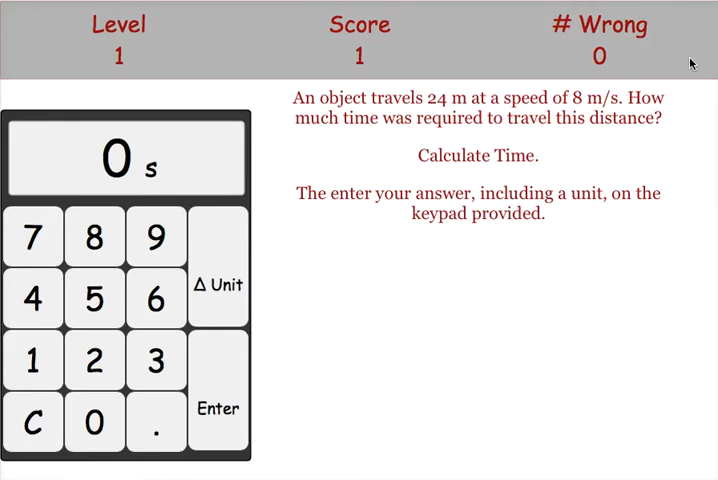 Level Score # Wrong
1 1 0
An object travels 24 m at a speed of 8 m/s. How
much time was required to travel this distance?
Calculate Time.
The enter your answer, including a unit, on the
keypad provided.
0 s
7 8 9
Δ Unit
4 5 6
1 2 3
Enter
C 0 .